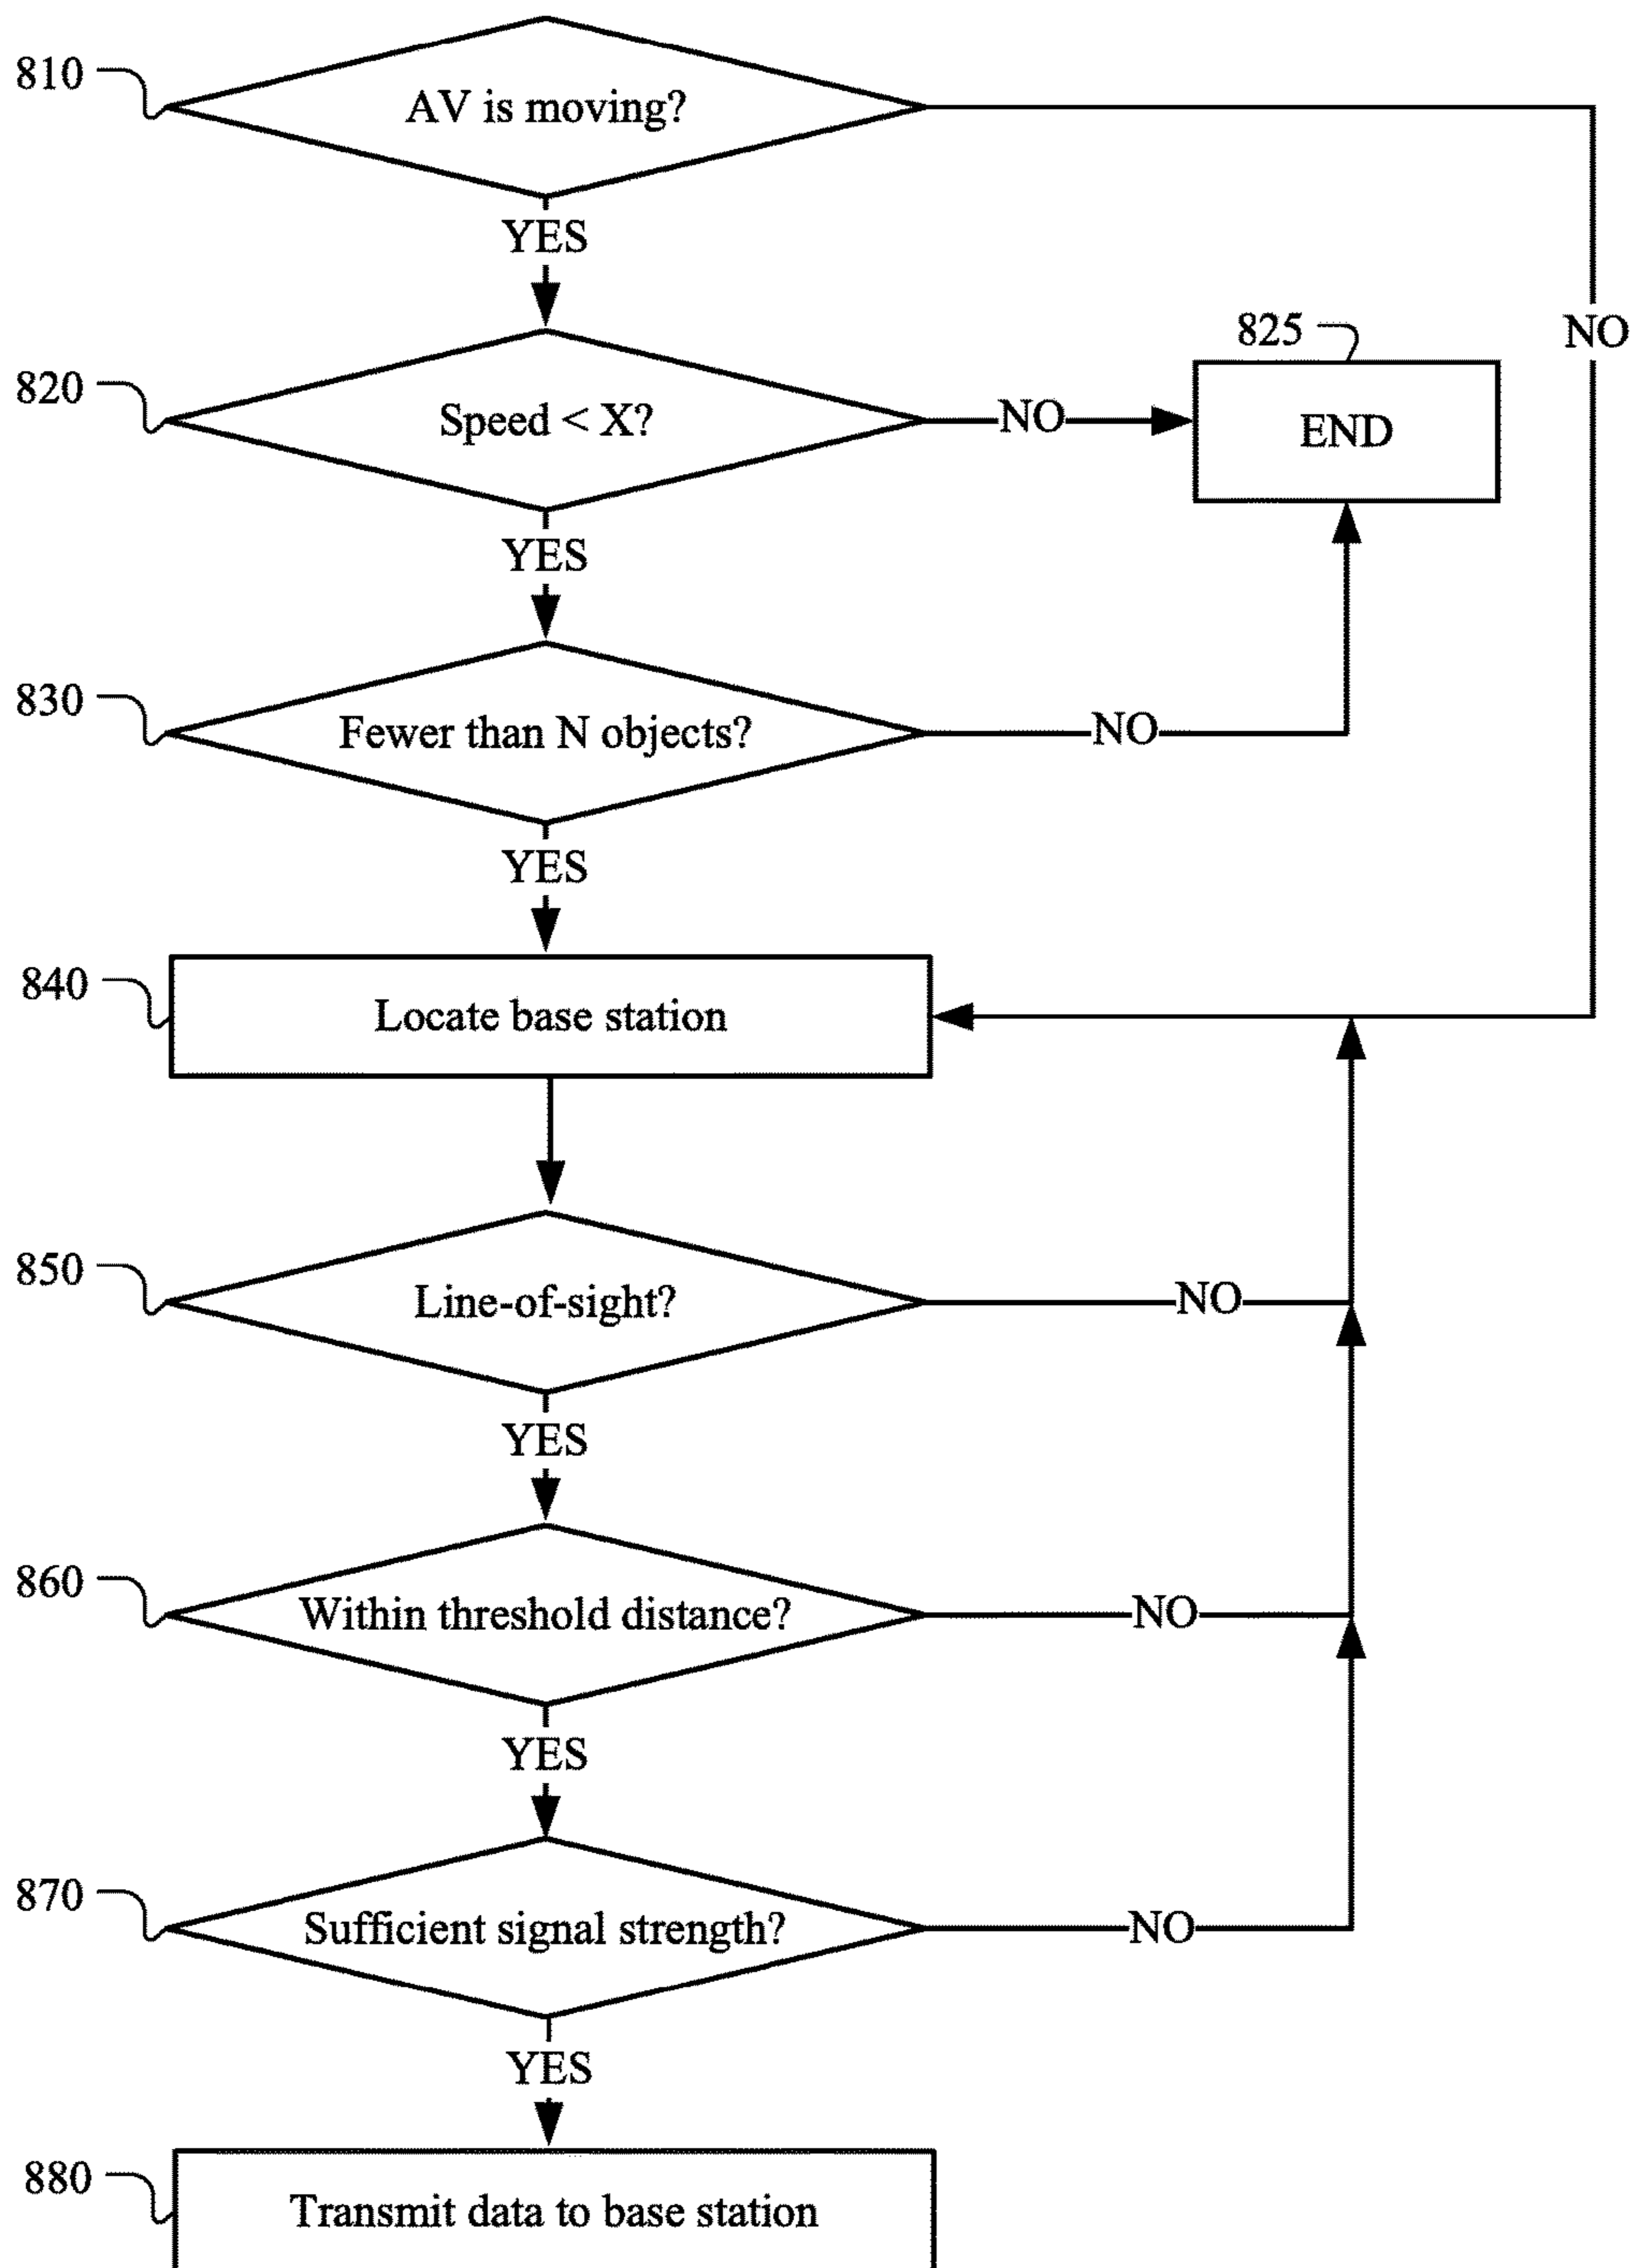 810
AV is moving?
YES
NO
820
Speed < X?
NO
825
END
YES
830
Fewer than N objects?
NO
YES
840
Locate base station
850
Line-of-sight?
NO
YES
860
Within threshold distance?
NO
YES
870
Sufficient signal strength?
NO
YES
880
Transmit data to base station